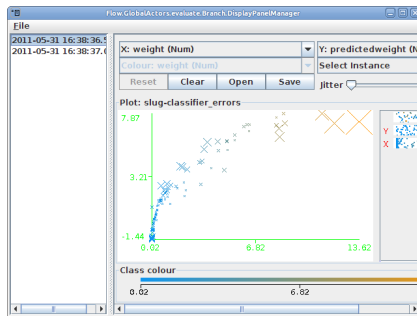 Flow.GlobalActors.evaluate.Branch.DisplayPanelManager
File
2011-05-31 16:38:36.5
2011-05-31 16:38:37.0
X: weight (Num)
Y: predictedweight (N
Colour: weight (Num)
Select Instance
Reset
Clear
Open
Save
Jitter
Plot: slug-classifier_errors
7.87
3.21
-1.44
0.02
6.82
13.62
Y
X
Class colour
0.02
6.82